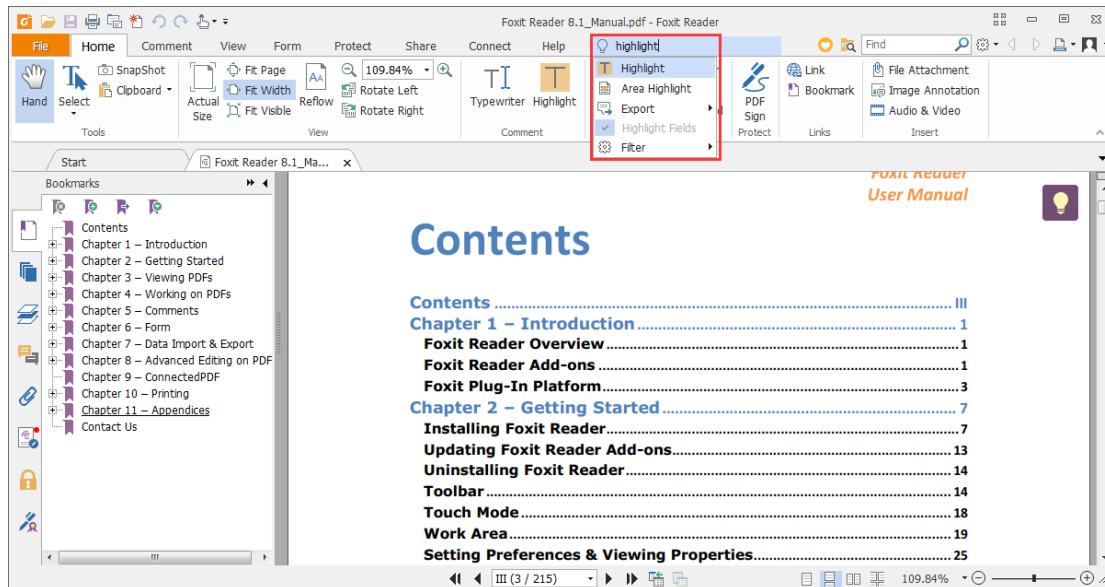 Foxit Reader 8.1_Manual.pdf - Foxit Reader
File Home Comment View Form Protect Share Connect Help highlight Find
Hand
Select
SnapShot
Clipboard
Tools
Actual Size
Fit Page
Fit Width
Fit Visible
Reflow
109.84%
Rotate Left
Rotate Right
View
Typewriter
Highlight
Comment
Highlight
Area Highlight
Export
Highlight Fields
Filter
PDF Sign
Protect
Link
Bookmark
Links
File Attachment
Image Annotation
Audio & Video
Insert
Start
Foxit Reader 8.1_Ma... x
Bookmarks
Contents
Chapter 1 – Introduction
Chapter 2 – Getting Started
Chapter 3 – Viewing PDFs
Chapter 4 – Working on PDFs
Chapter 5 – Comments
Chapter 6 – Form
Chapter 7 – Data Import & Export
Chapter 8 – Advanced Editing on PDF
Chapter 9 – ConnectedPDF
Chapter 10 – Printing
Chapter 11 – Appendices
Contact Us
Foxit Reader
User Manual
Contents
Contents ........ III
Chapter 1 – Introduction ........ 1
Foxit Reader Overview ........ 1
Foxit Reader Add-ons ........ 1
Foxit Plug-In Platform ........ 3
Chapter 2 – Getting Started ........ 7
Installing Foxit Reader ........ 7
Updating Foxit Reader Add-ons ........ 13
Uninstalling Foxit Reader ........ 14
Toolbar ........ 14
Touch Mode ........ 18
Work Area ........ 19
Setting Preferences & Viewing Properties ........ 25
III (3 / 215)
109.84%